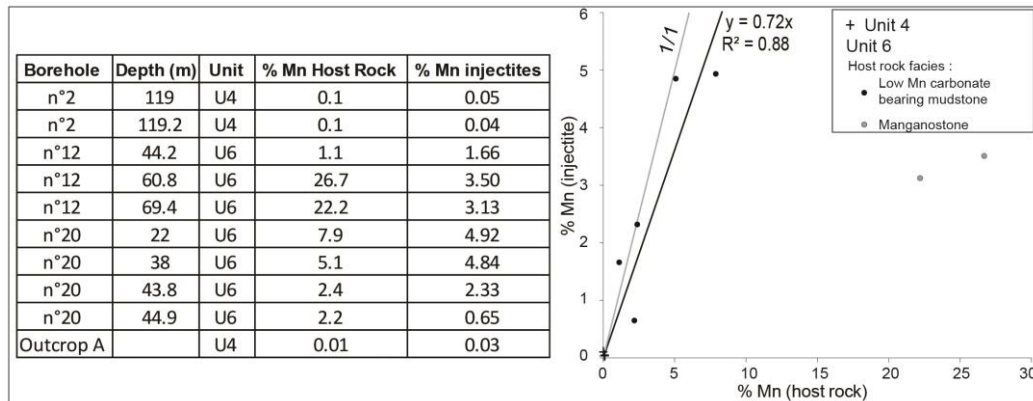 Borehole Depth (m) Unit % Mn Host Rock % Mn injectites
n°2 119 U4 0.1 0.05
n°2 119.2 U4 0.1 0.04
n°12 44.2 U6 1.1 1.66
n°12 60.8 U6 26.7 3.50
n°12 69.4 U6 22.2 3.13
n°20 22 U6 7.9 4.92
n°20 38 U6 5.1 4.84
n°20 43.8 U6 2.4 2.33
n°20 44.9 U6 2.2 0.65
Outcrop A U4 0.01 0.03
% Mn (injectite)
6
5
4
3
2
1
0
0 5 10 15 20 25 30
% Mn (host rock)
1/1
y = 0.72x
R² = 0.88
+ Unit 4
Unit 6
Host rock facies :
Low Mn carbonate
bearing mudstone
Manganostone